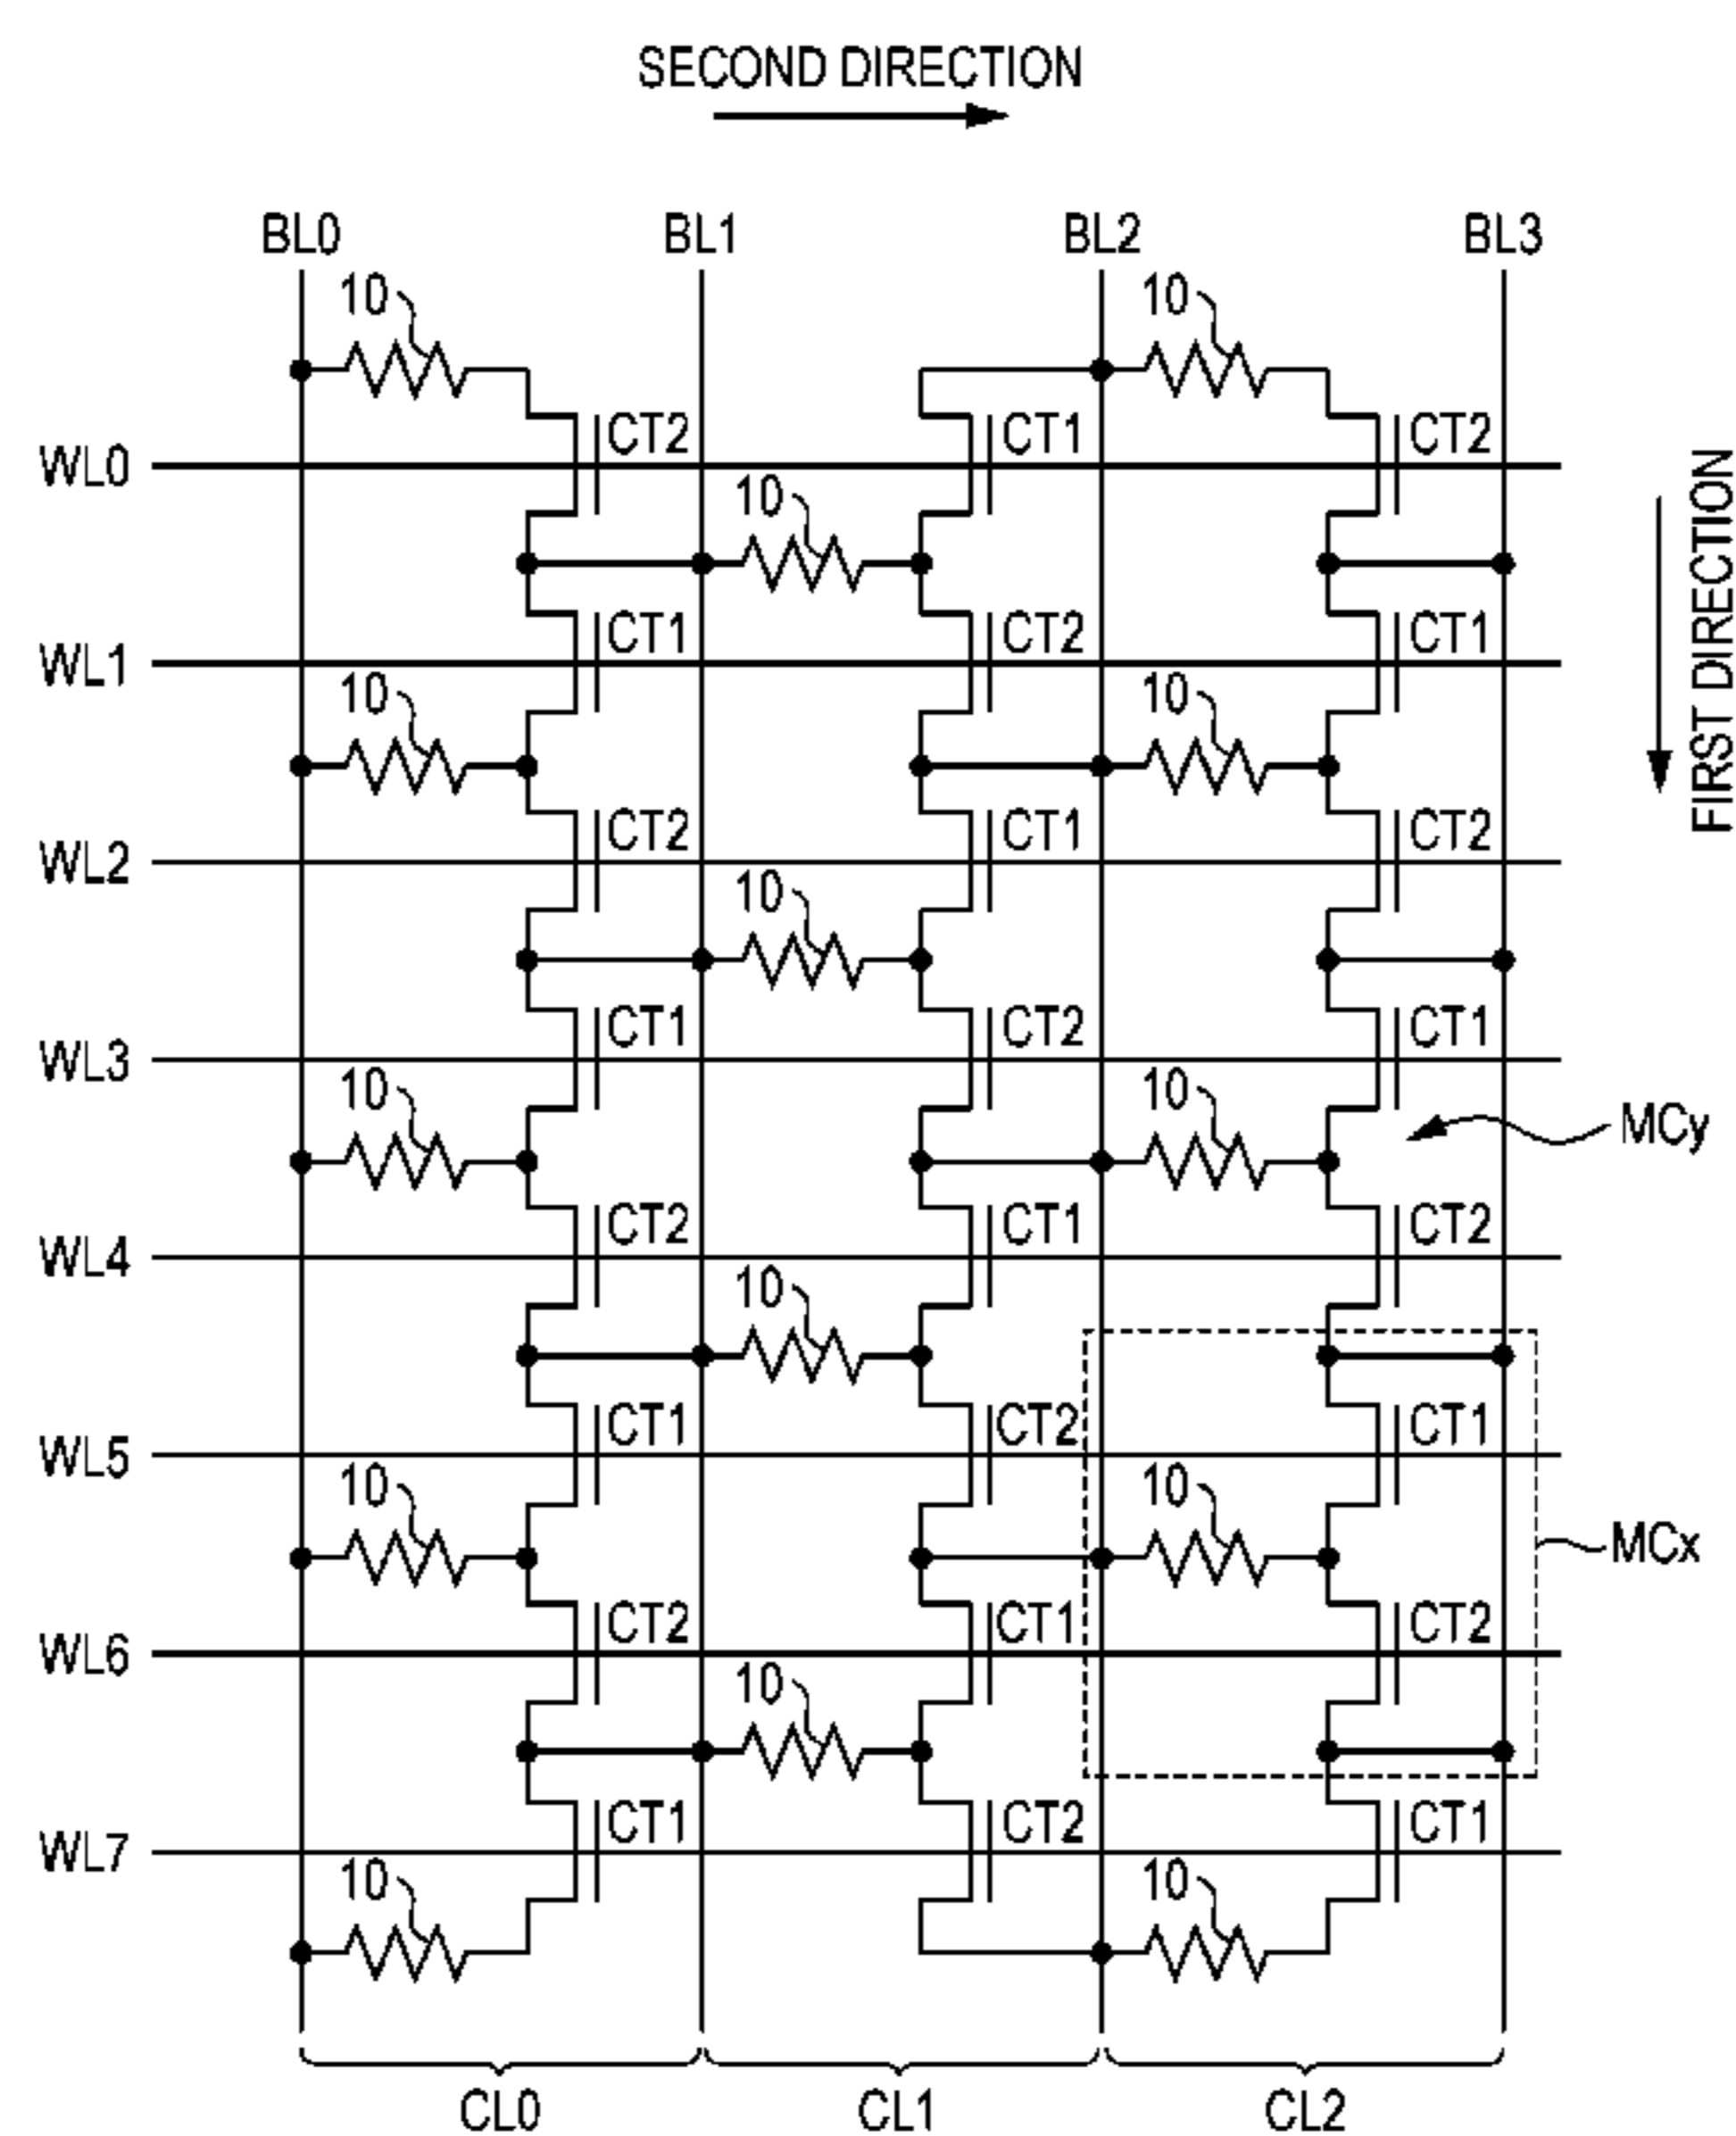 SECOND DIRECTION
BL0 BL1 BL2 BL3
10 10
CT2 CT1 CT2
WL0
10
FIRST DIRECTION
CT1 CT2 CT1
WL1
10 10
CT2 CT1 CT2
WL2
10
CT1 CT2 CT1
WL3
10 10
MCy
CT2 CT1 CT2
WL4
10
CT1 CT2 CT1
WL5
10 10
MCx
CT2 CT1 CT2
WL6
10
CT1 CT2 CT1
WL7
10 10
CL0 CL1 CL2